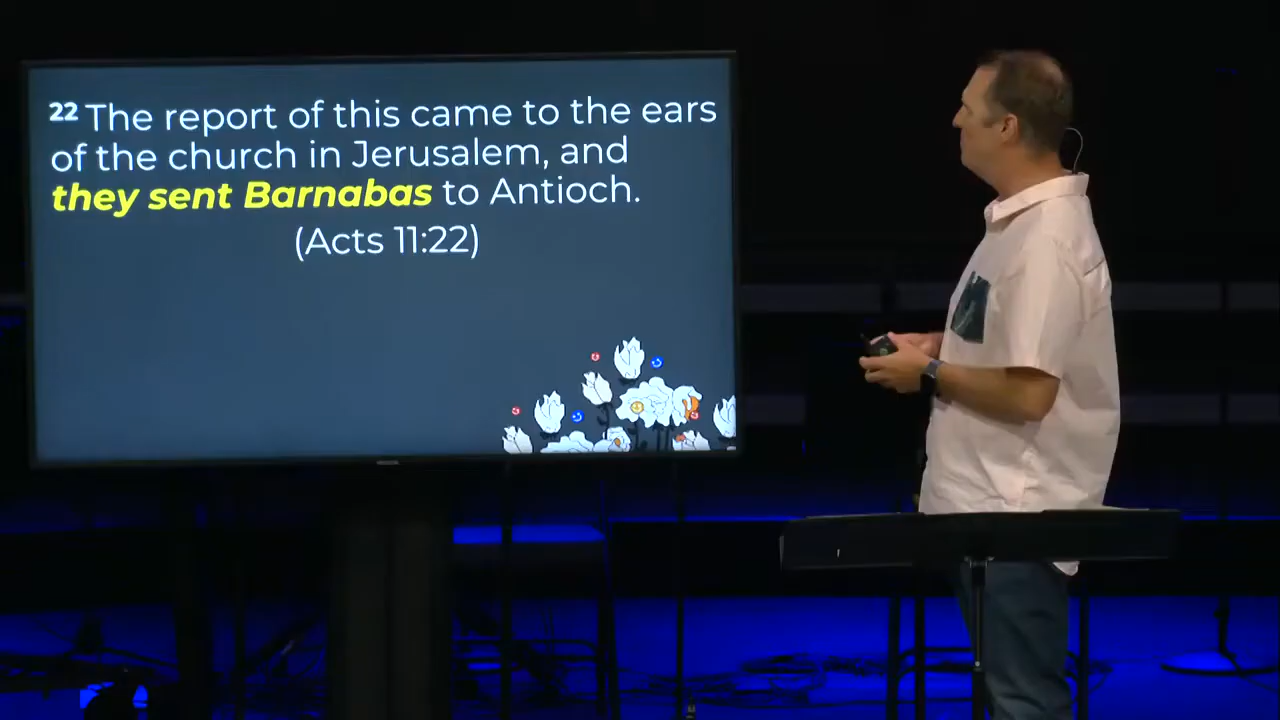 22 The report of this came to the ears
of the church in Jerusalem, and
they sent Barnabas to Antioch.
(Acts 11:22)